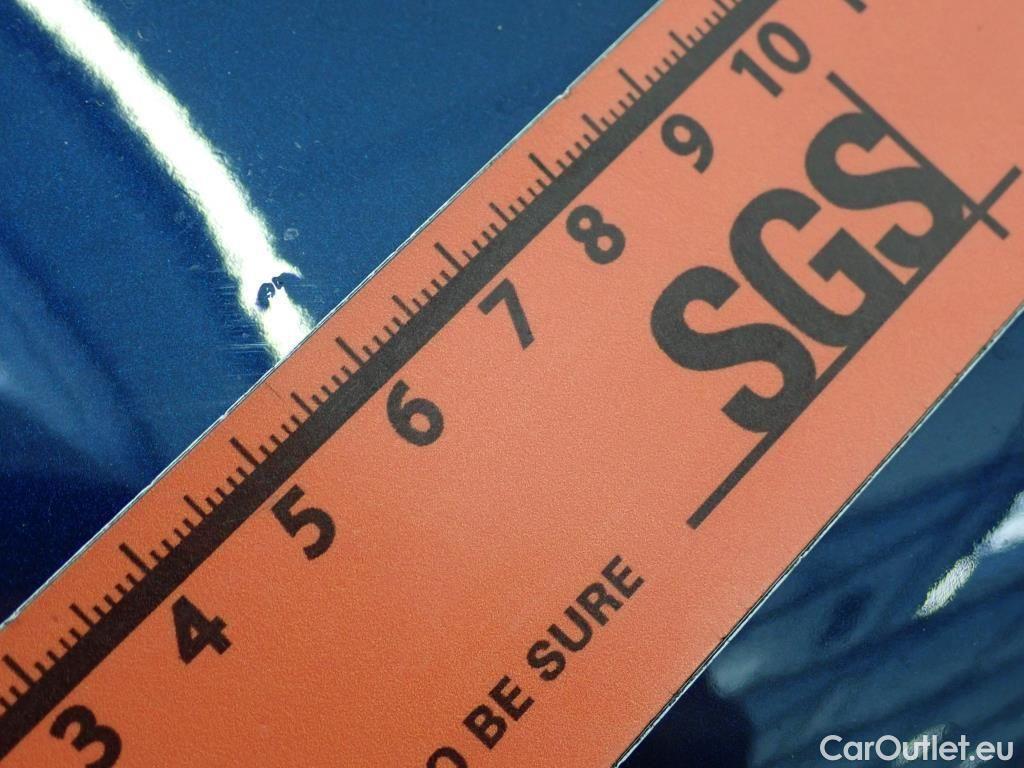 3 4 5 6 7 8 9 10
SGS
BE SURE
CarOutlet.eu